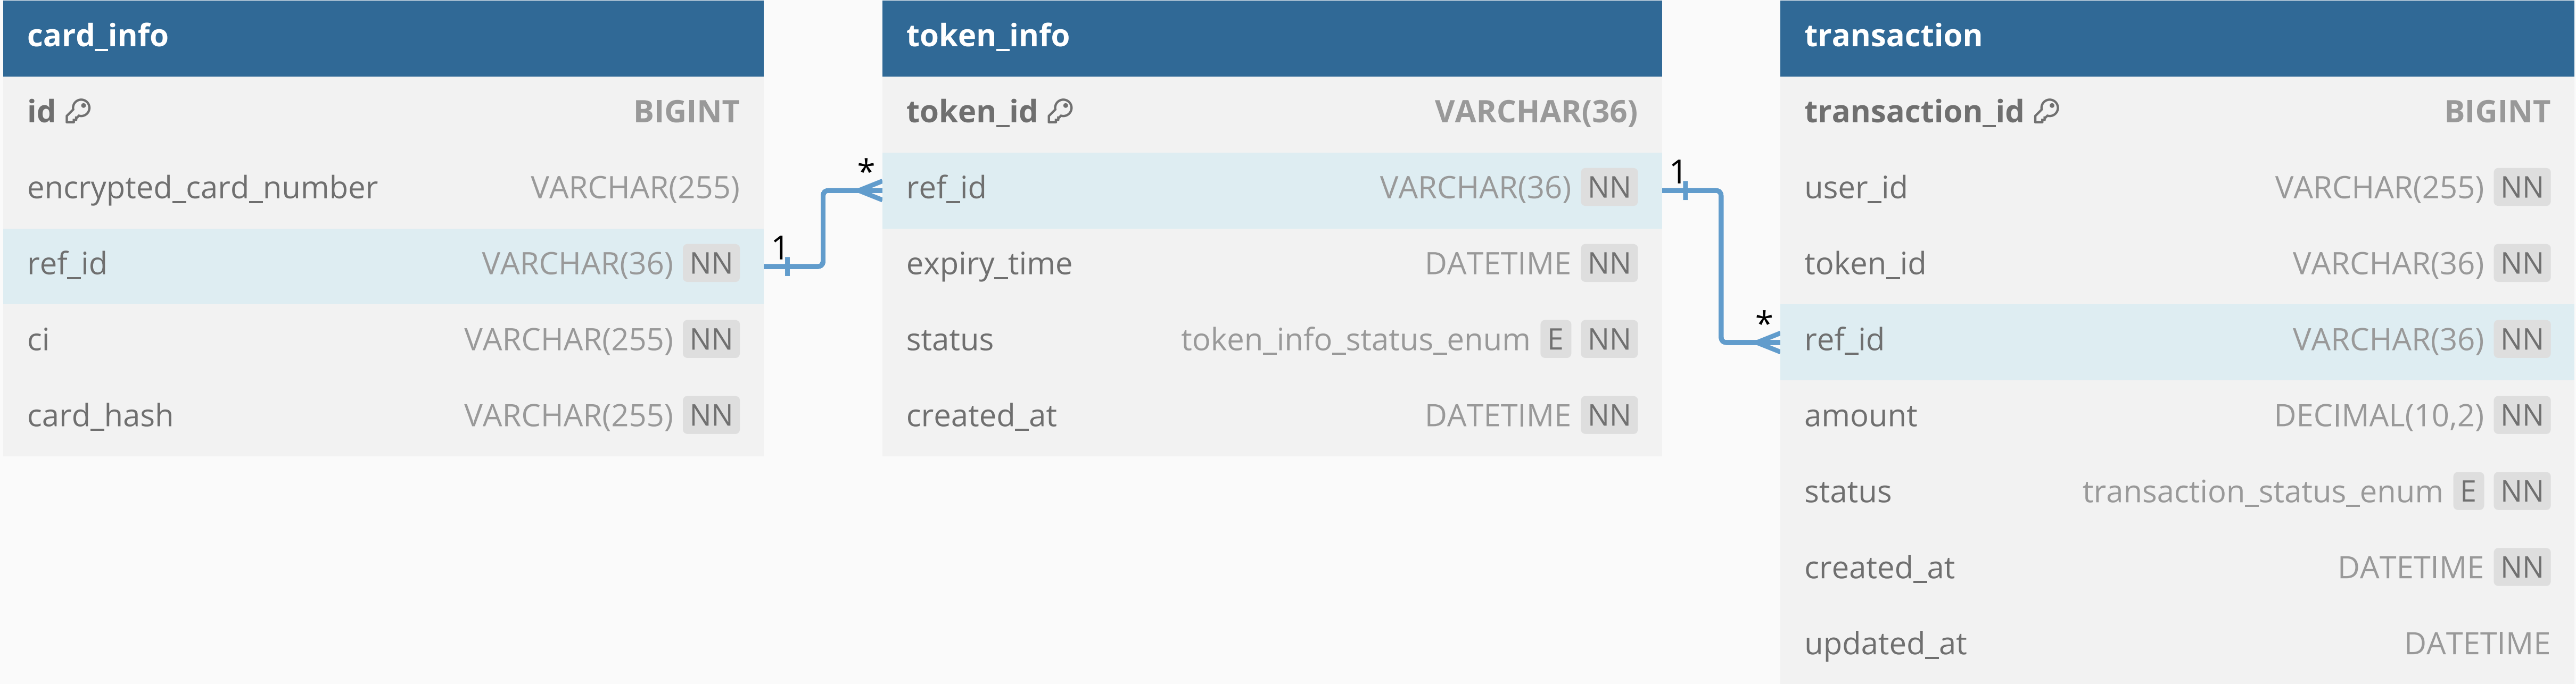 card_info
id BIGINT
encrypted_card_number VARCHAR(255)
ref_id VARCHAR(36) NN
ci VARCHAR(255) NN
card_hash VARCHAR(255) NN
1
*
token_info
token_id VARCHAR(36)
ref_id VARCHAR(36) NN
expiry_time DATETIME NN
status token_info_status_enum E NN
created_at DATETIME NN
1
*
transaction
transaction_id BIGINT
user_id VARCHAR(255) NN
token_id VARCHAR(36) NN
ref_id VARCHAR(36) NN
amount DECIMAL(10,2) NN
status transaction_status_enum E NN
created_at DATETIME NN
updated_at DATETIME